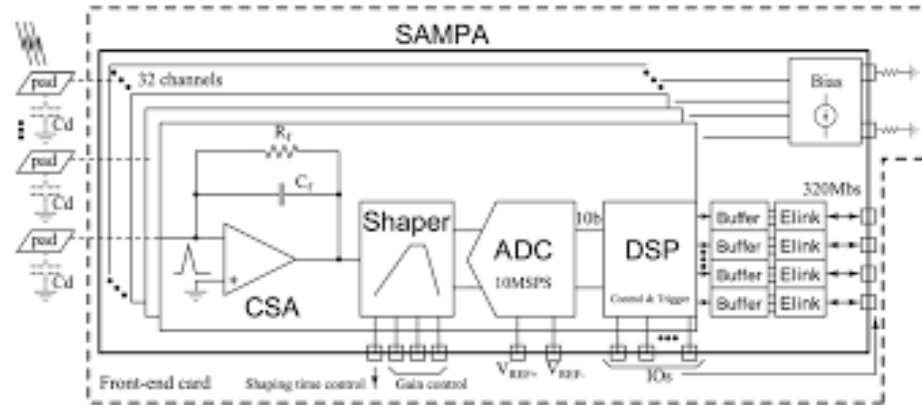 SAMPA
pad
32 channels
Bias
Cd
Rf
pad
Cf
320Mbs
Cd
Shaper
10b
Buffer
Elink
pad
ADC
DSP
Buffer
Elink
10MSPS
Buffer
Elink
Cd
CSA
Control & Trigger
Buffer
Elink
Front-end card
Shaping time control
Gain control
VREF+
VREF-
IOs